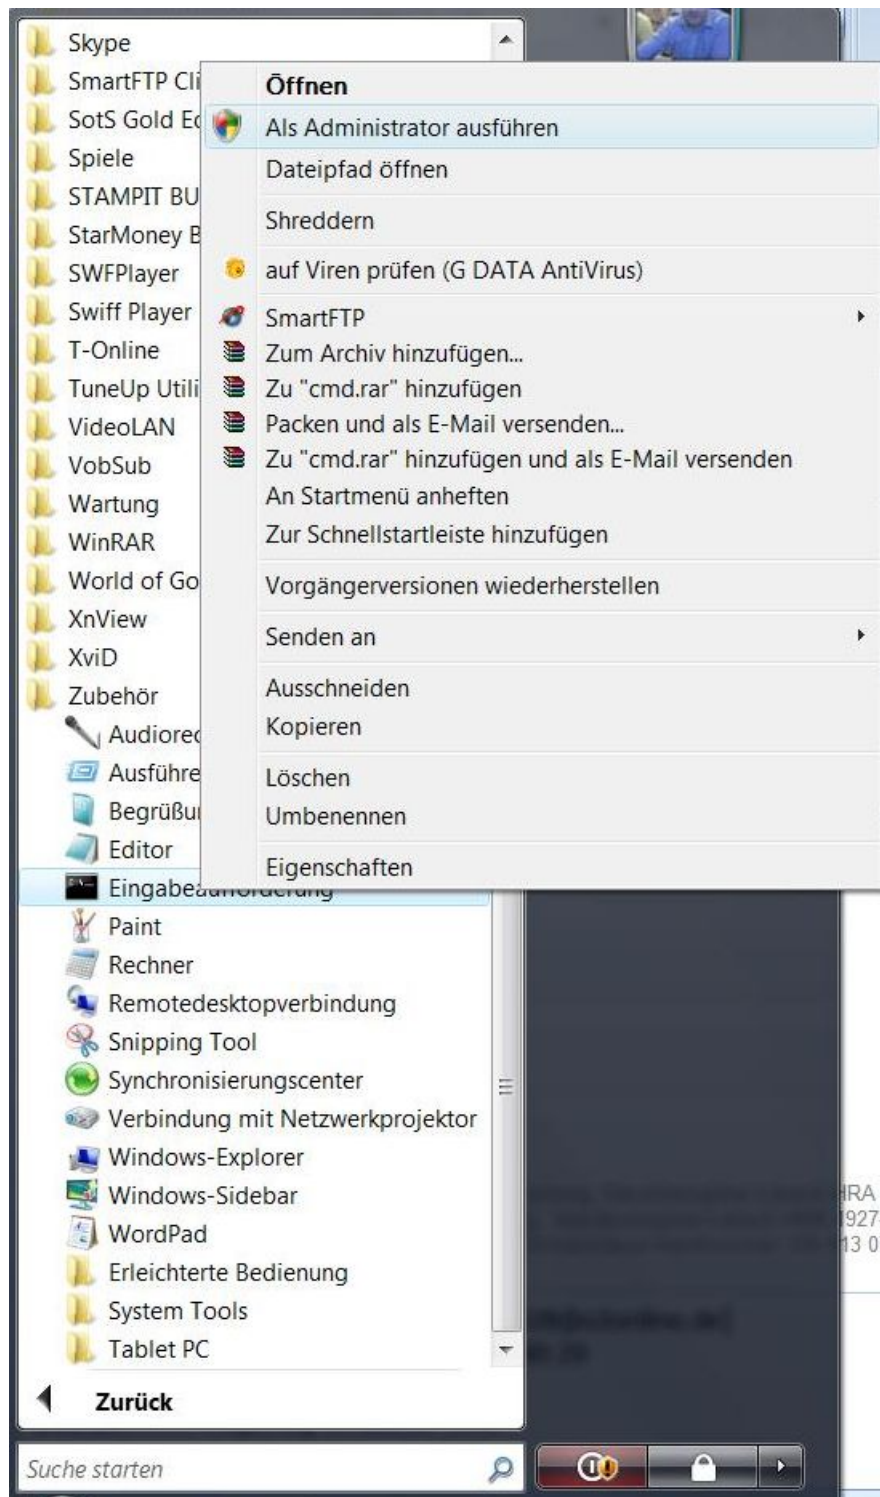 Skype
SmartFTP Cli
SotS Gold Ed
Spiele
STAMPIT BU
StarMoney B
SWFPlayer
Swiff Player
T-Online
TuneUp Utili
VideoLAN
VobSub
Wartung
WinRAR
World of Go
XnView
XviD
Zubehör
Audiorec
Ausführe
Begrüßu
Editor
Eingabeaufforderung
Paint
Rechner
Remotedesktopverbindung
Snipping Tool
Synchronisierungscenter
Verbindung mit Netzwerkprojektor
Windows-Explorer
Windows-Sidebar
WordPad
Erleichterte Bedienung
System Tools
Tablet PC
Zurück
Suche starten
Öffnen
Als Administrator ausführen
Dateipfad öffnen
Shreddern
auf Viren prüfen (G DATA AntiVirus)
SmartFTP
Zum Archiv hinzufügen...
Zu "cmd.rar" hinzufügen
Packen und als E-Mail versenden...
Zu "cmd.rar" hinzufügen und als E-Mail versenden
An Startmenü anheften
Zur Schnellstartleiste hinzufügen
Vorgängerversionen wiederherstellen
Senden an
Ausschneiden
Kopieren
Löschen
Umbenennen
Eigenschaften
HRA
1927
13 0